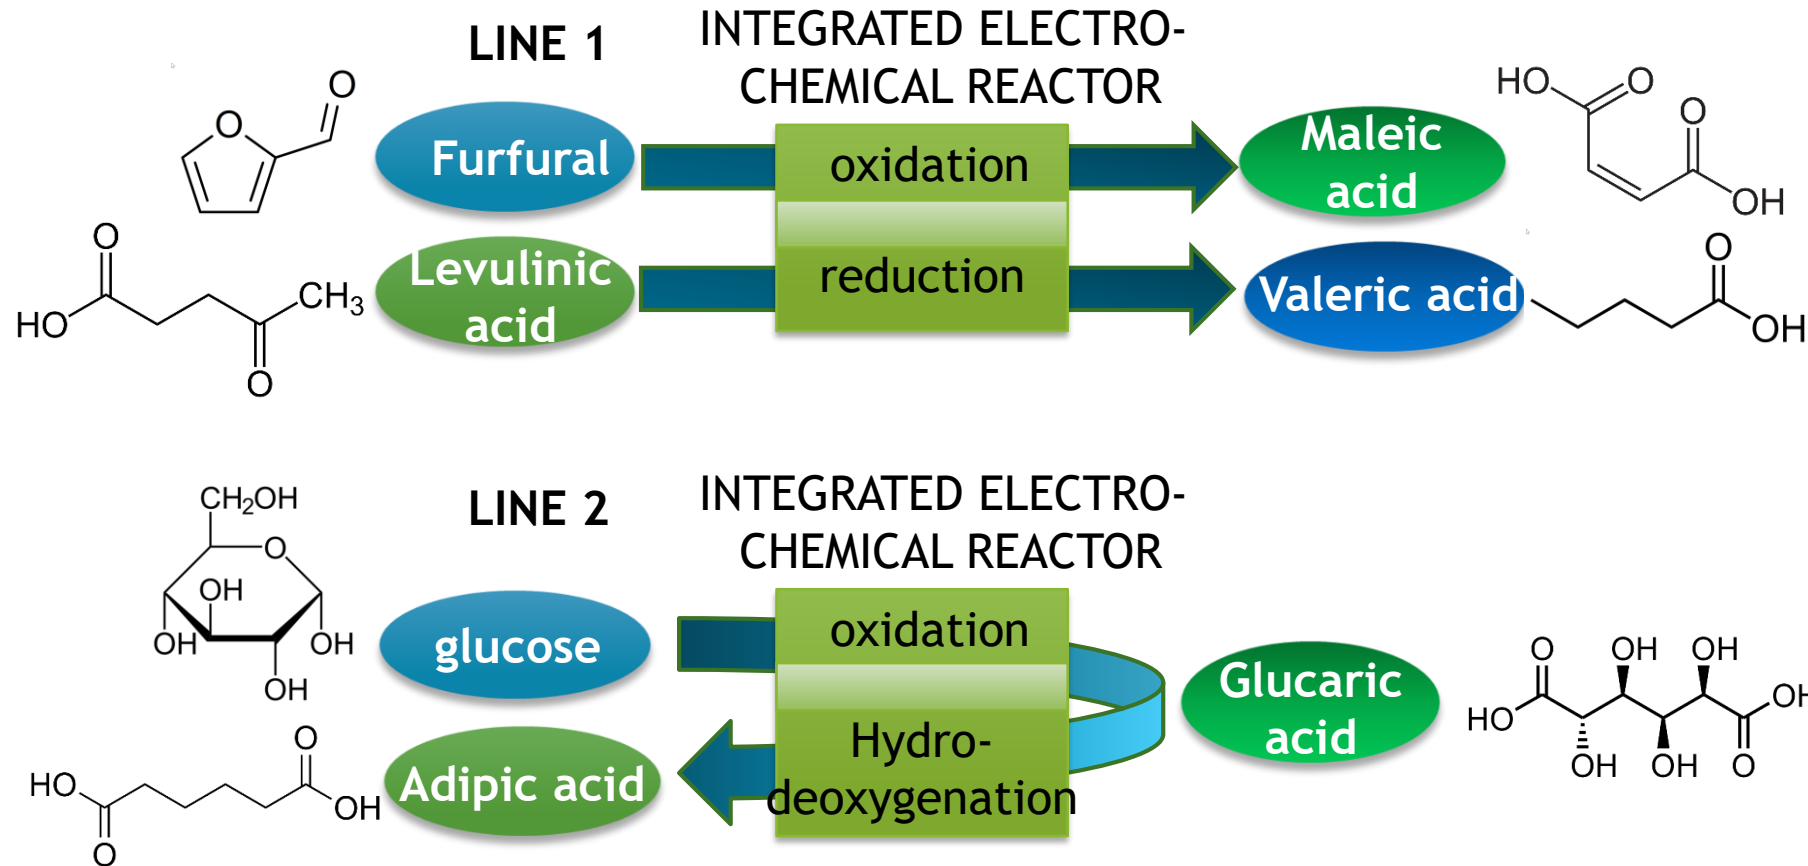 LINE 1
INTEGRATED ELECTRO-
CHEMICAL REACTOR
O
O
Furfural
oxidation
Maleic
acid
HO
O
O
OH
O
HO
CH3
O
Levulinic
acid
reduction
Valeric acid
O
OH
LINE 2
INTEGRATED ELECTRO-
CHEMICAL REACTOR
CH2OH
O
OH
OH
OH
OH
glucose
oxidation
Glucaric
acid
O
OH
OH
OH
HO
OH
OH
O
O
HO
OH
O
Adipic acid
Hydro-
deoxygenation